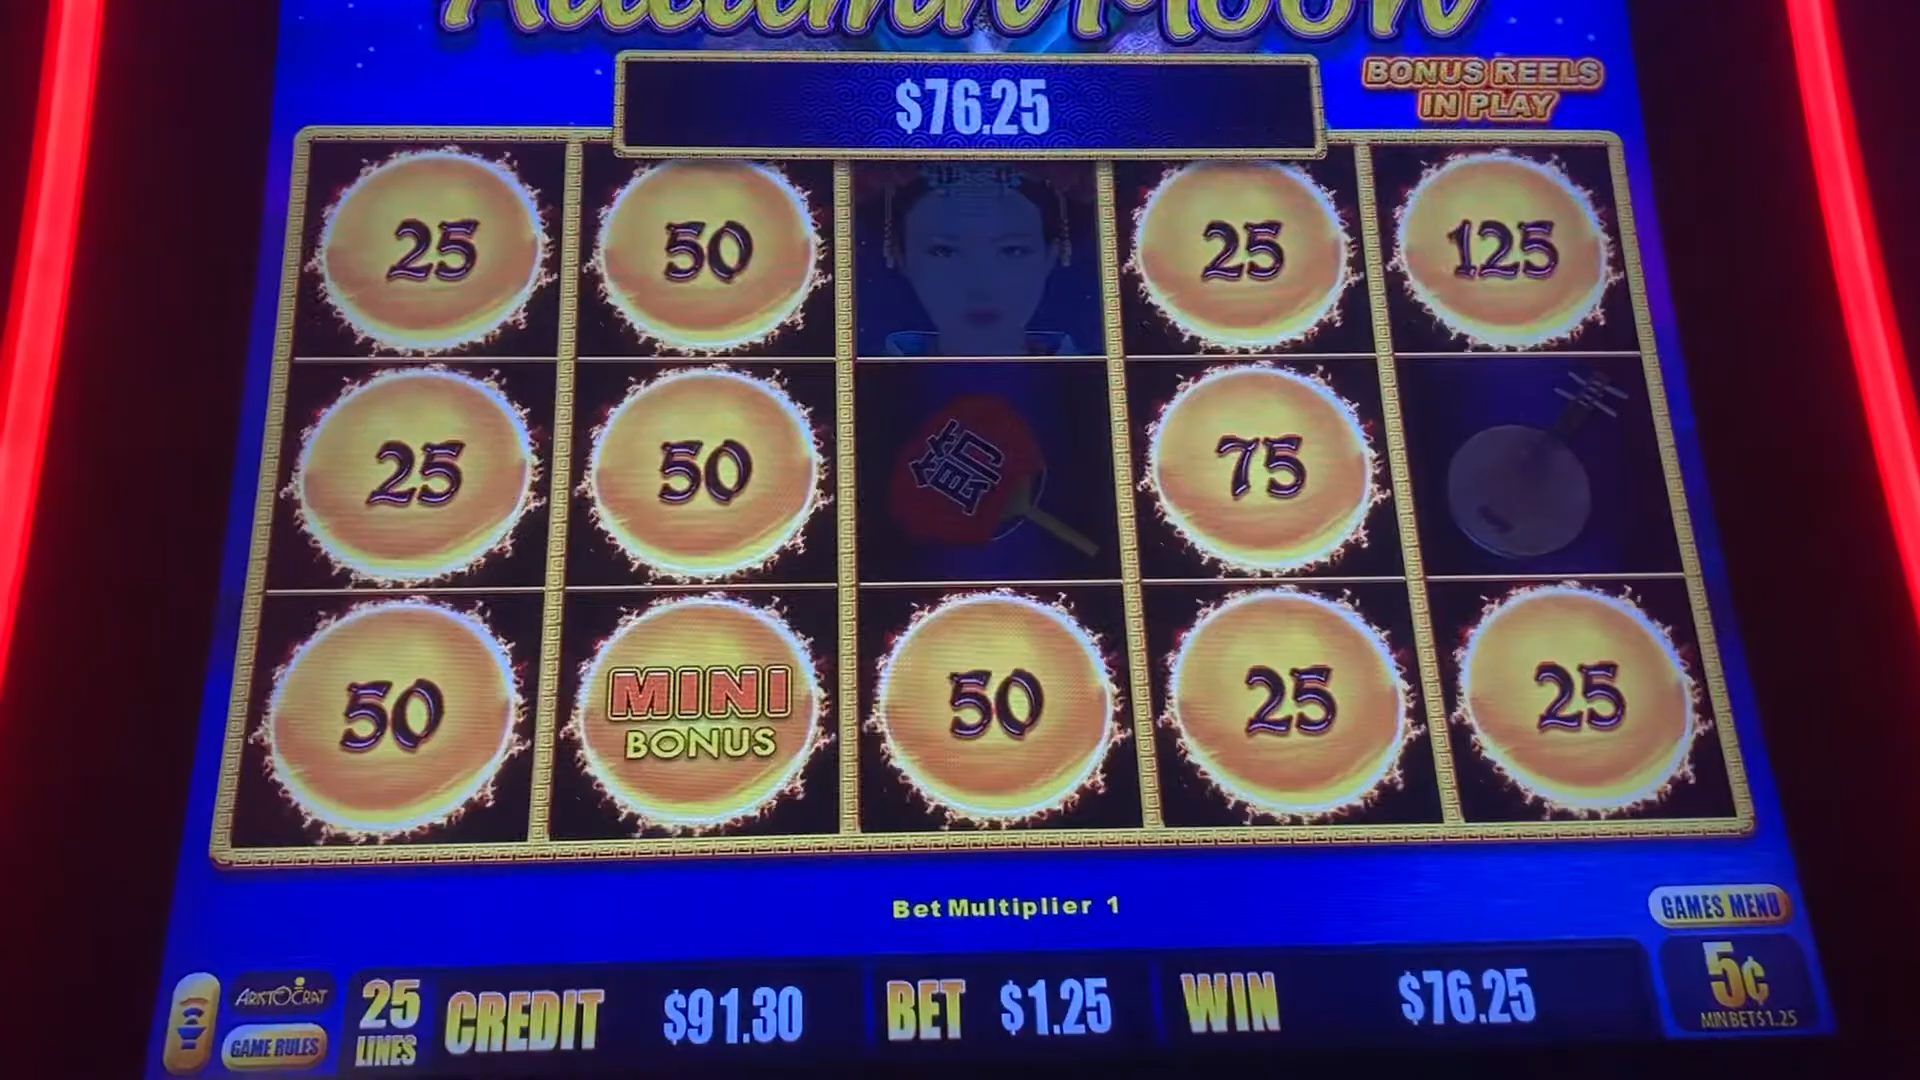 Autumn Moon
$76.25
BONUS REELS
IN PLAY
25 50 25 125
25 50 75
50 MINI BONUS 50 25 25
Bet Multiplier 1
GAMES MENU
ARISTOCRAT
GAME RULES
25 LINES
CREDIT $91.30
BET $1.25
WIN $76.25
5¢
MIN BET $1.25